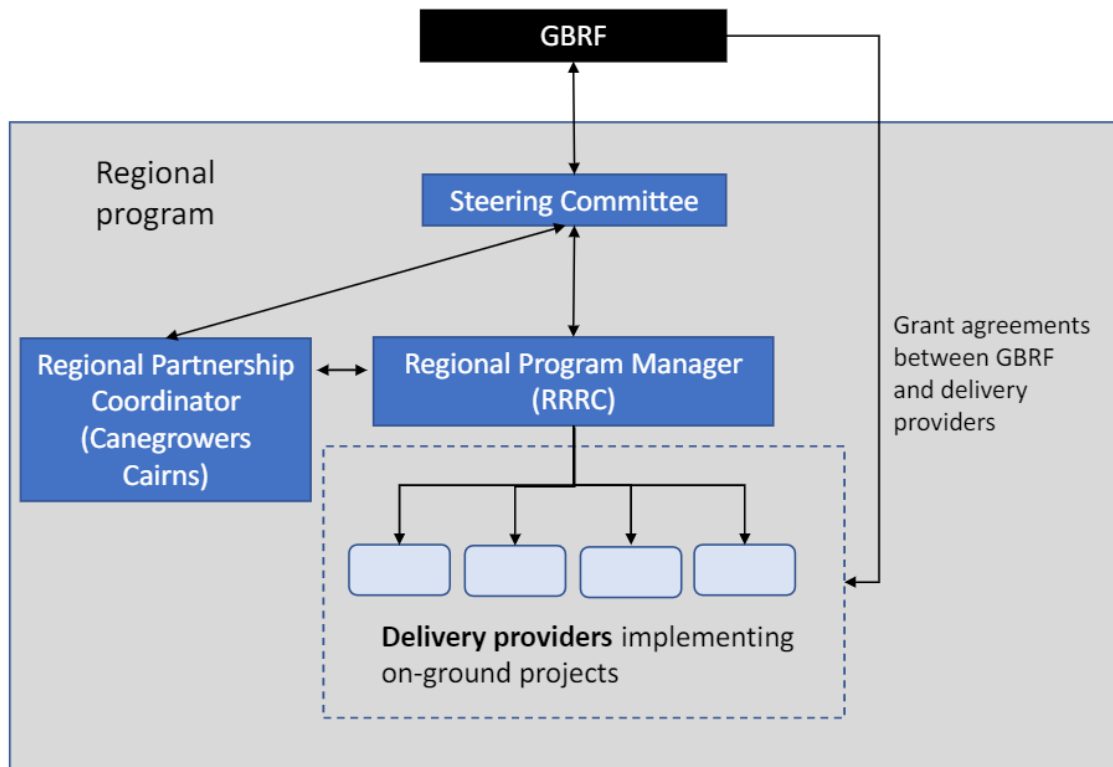 GBRF
Regional
program
Steering Committee
Regional Partnership
Coordinator
(Canegrowers
Cairns)
Regional Program Manager
(RRRC)
Grant agreements
between GBRF
and delivery
providers
Delivery providers implementing
on-ground projects